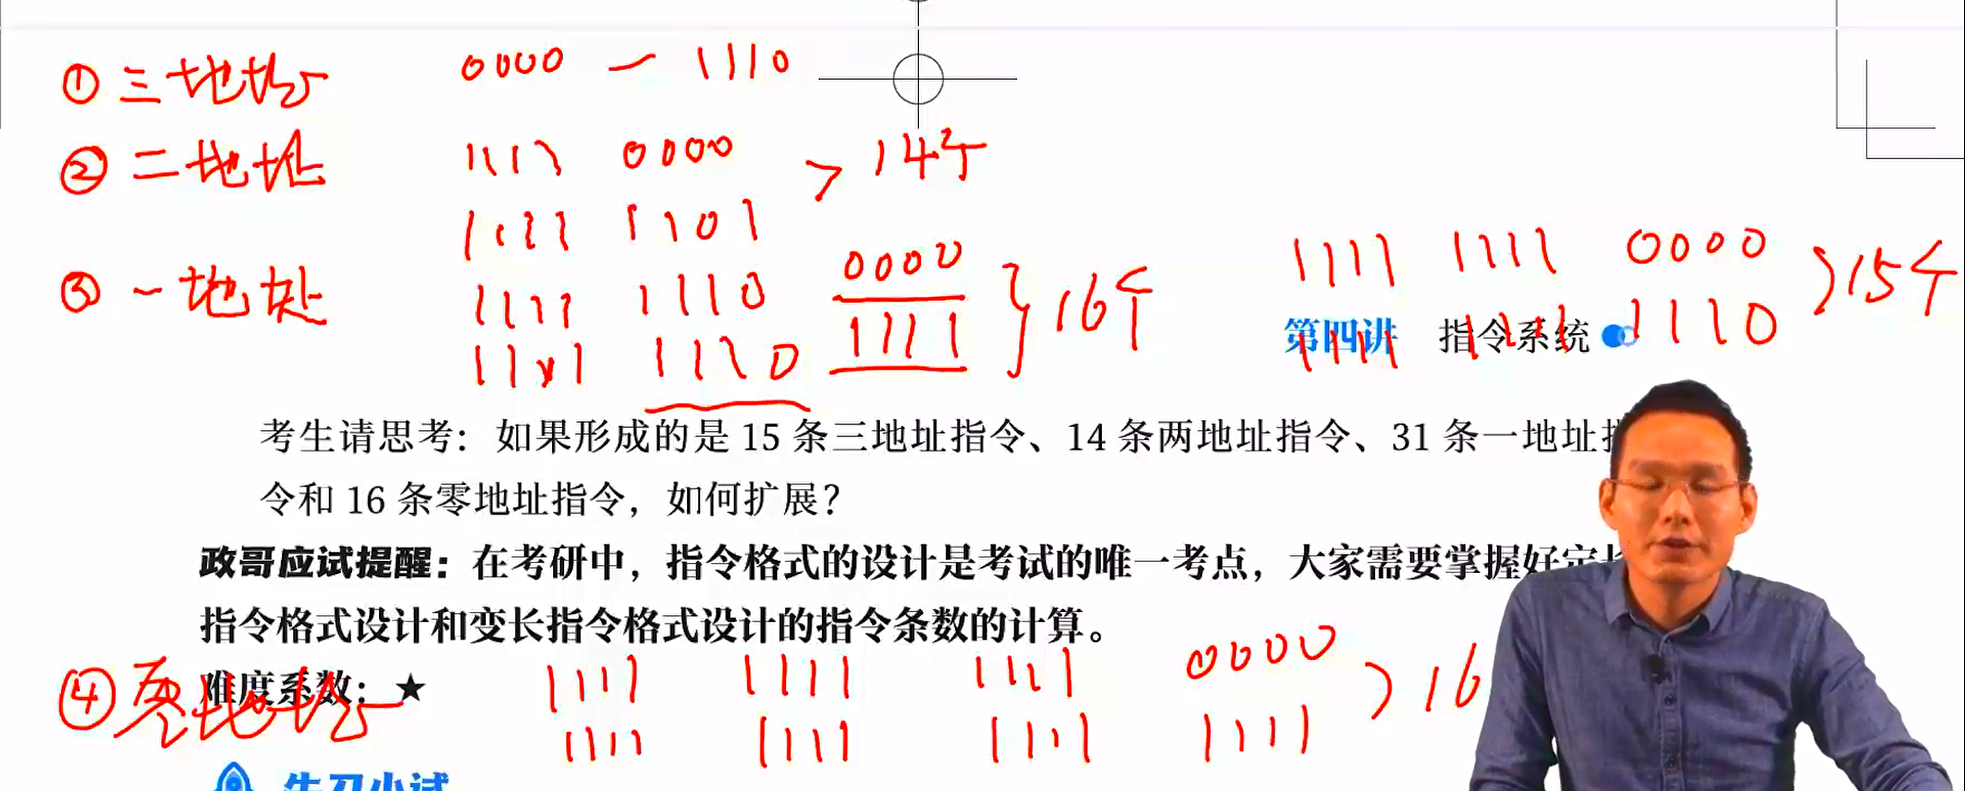 ①三地址 0000 — 1110
②二地址 1111 0000 > 14个
1111 1101
③一地址 1111 1110 0000 } 16个 1111 1111 0000 } 15个
1111 1110 1111 1111 1111 1110
第四讲 指令系统
考生请思考：如果形成的是 15 条三地址指令、14 条两地址指令、31 条一地址指
令和 16 条零地址指令，如何扩展？
政哥应试提醒：在考研中，指令格式的设计是考试的唯一考点，大家需要掌握好定长
指令格式设计和变长指令格式设计的指令条数的计算。
难度系数：★
④零地址 1111 1111 1111 0000 > 16
1111 1111 1111 1111
牛刀小试